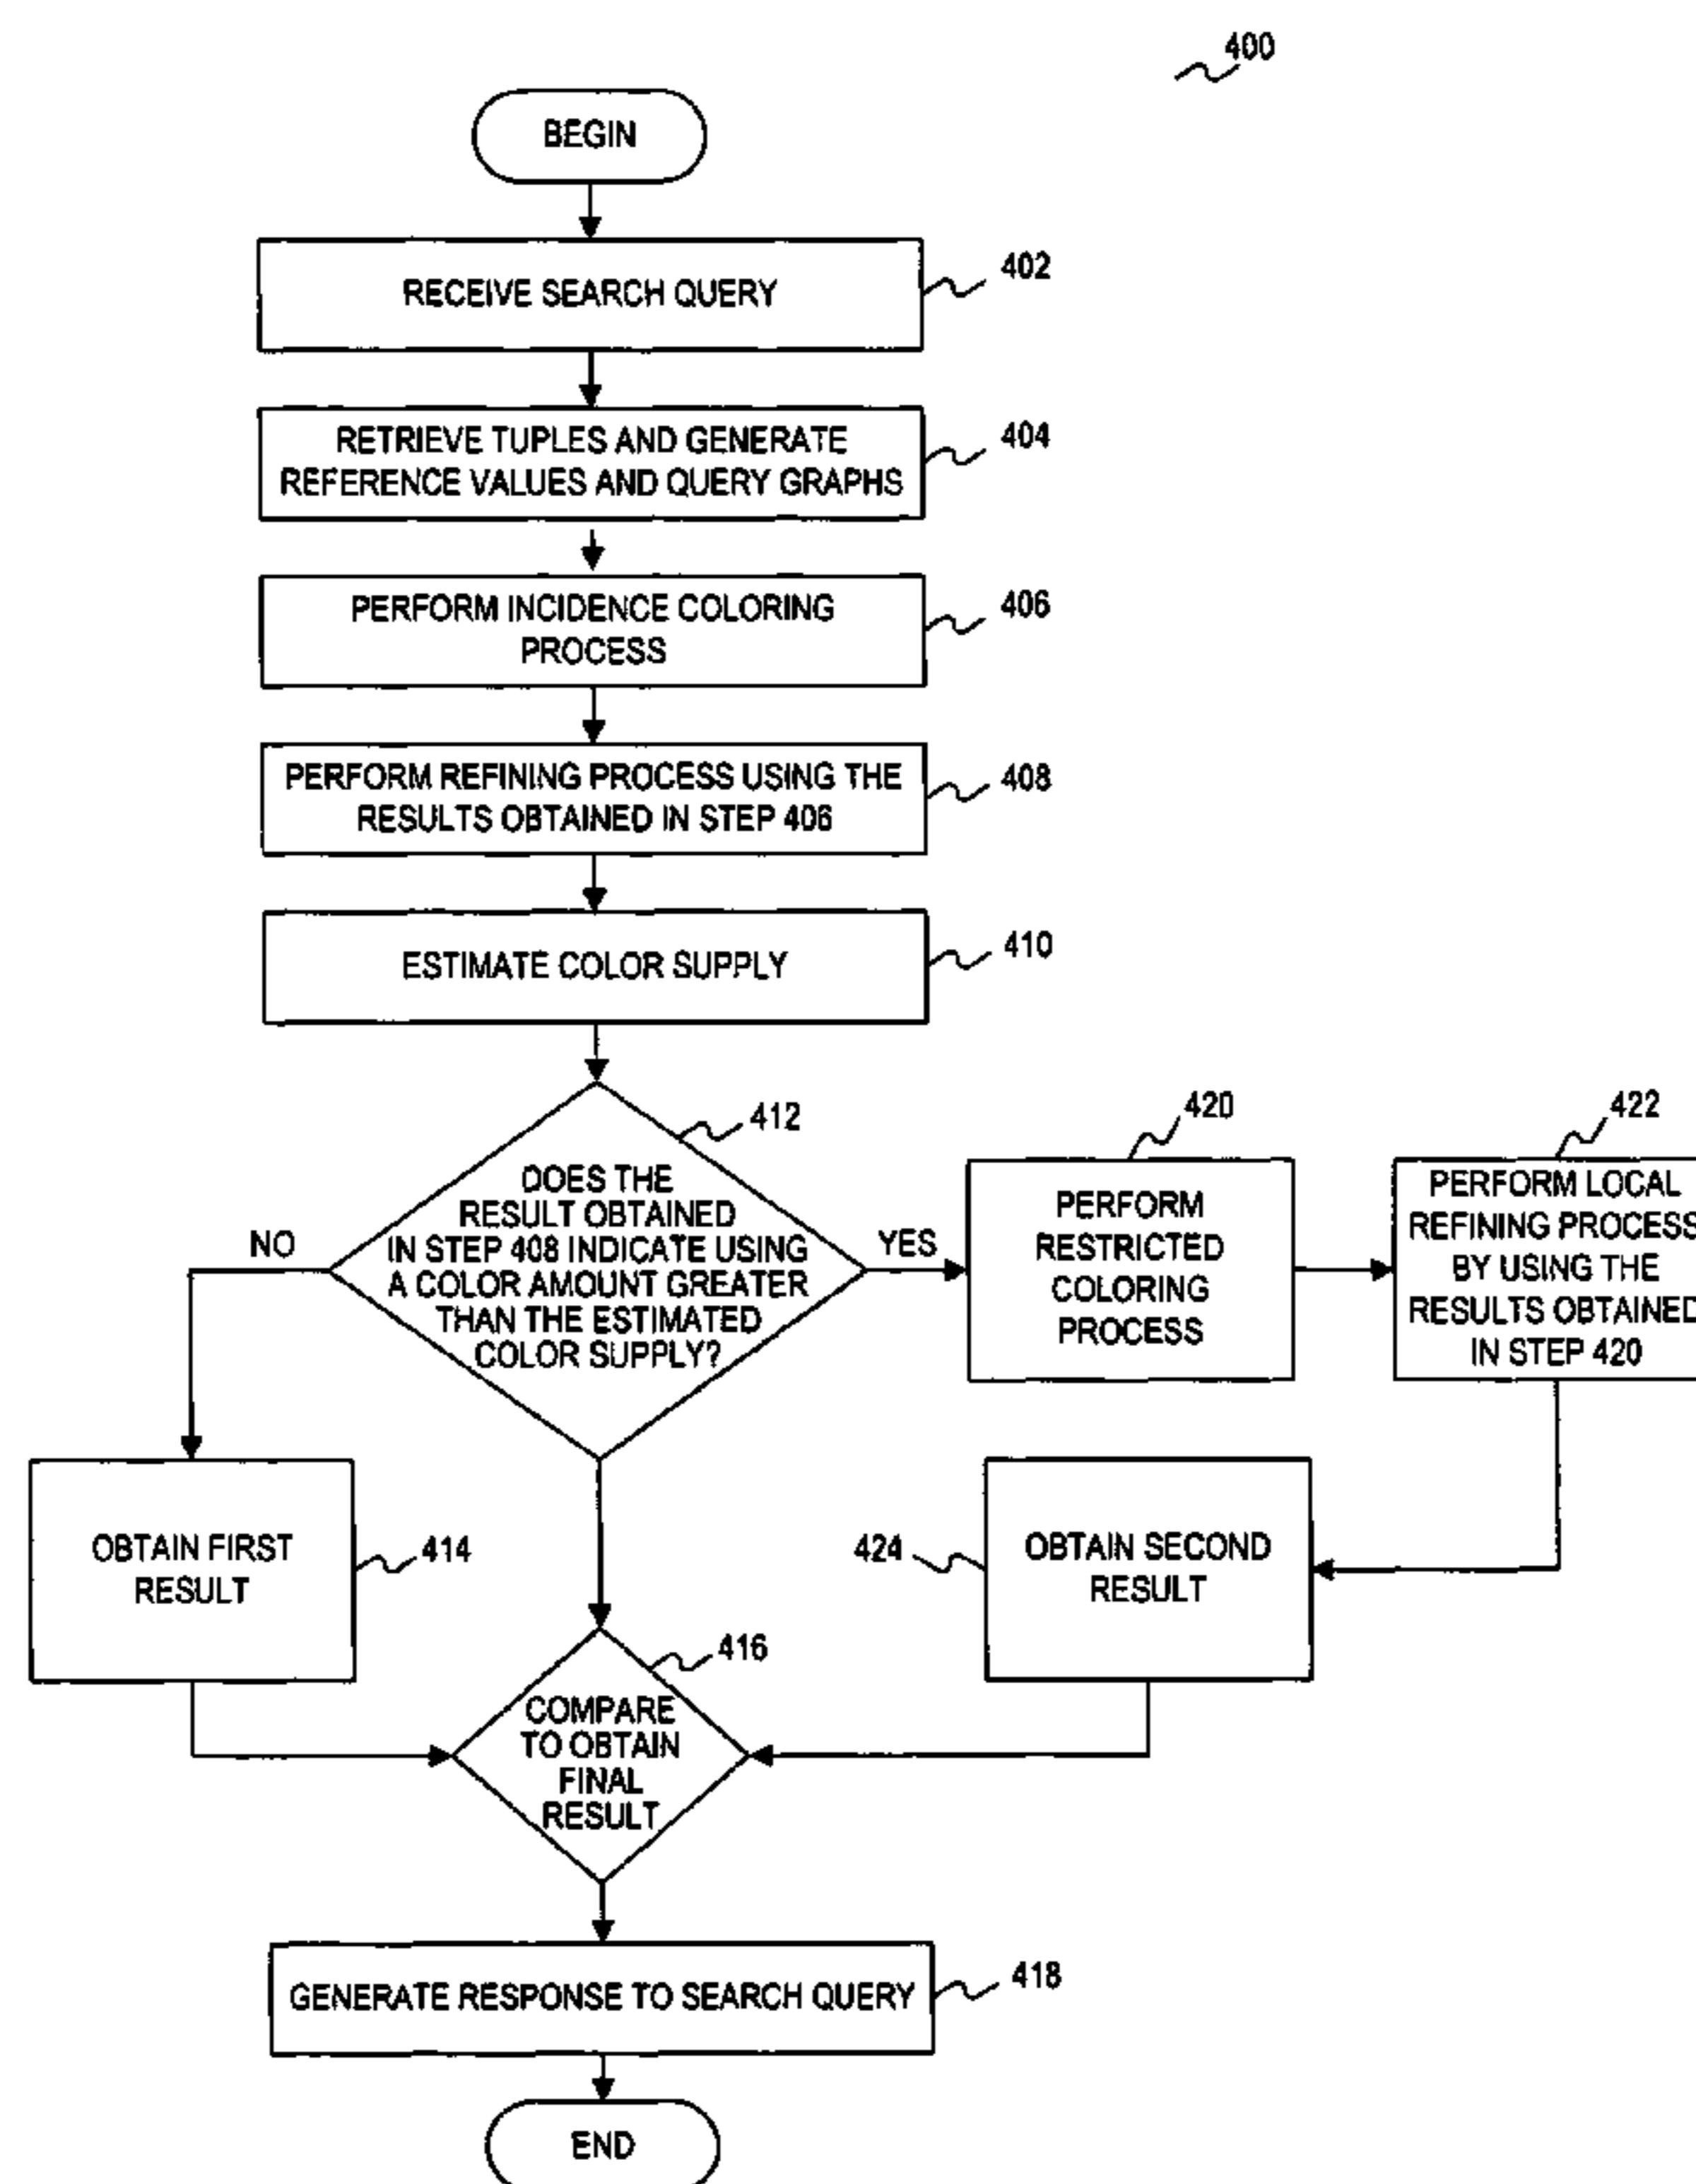 400
BEGIN
RECEIVE SEARCH QUERY
402
RETRIEVE TUPLES AND GENERATE
REFERENCE VALUES AND QUERY GRAPHS
404
PERFORM INCIDENCE COLORING
PROCESS
406
PERFORM REFINING PROCESS USING THE
RESULTS OBTAINED IN STEP 406
408
ESTIMATE COLOR SUPPLY
410
412
DOES THE
RESULT OBTAINED
IN STEP 408 INDICATE USING
A COLOR AMOUNT GREATER
THAN THE ESTIMATED
COLOR SUPPLY?
NO
YES
420
PERFORM
RESTRICTED
COLORING
PROCESS
422
PERFORM LOCAL
REFINING PROCESS
BY USING THE
RESULTS OBTAINED
IN STEP 420
OBTAIN FIRST
RESULT
414
424
OBTAIN SECOND
RESULT
416
COMPARE
TO OBTAIN
FINAL
RESULT
GENERATE RESPONSE TO SEARCH QUERY
418
END